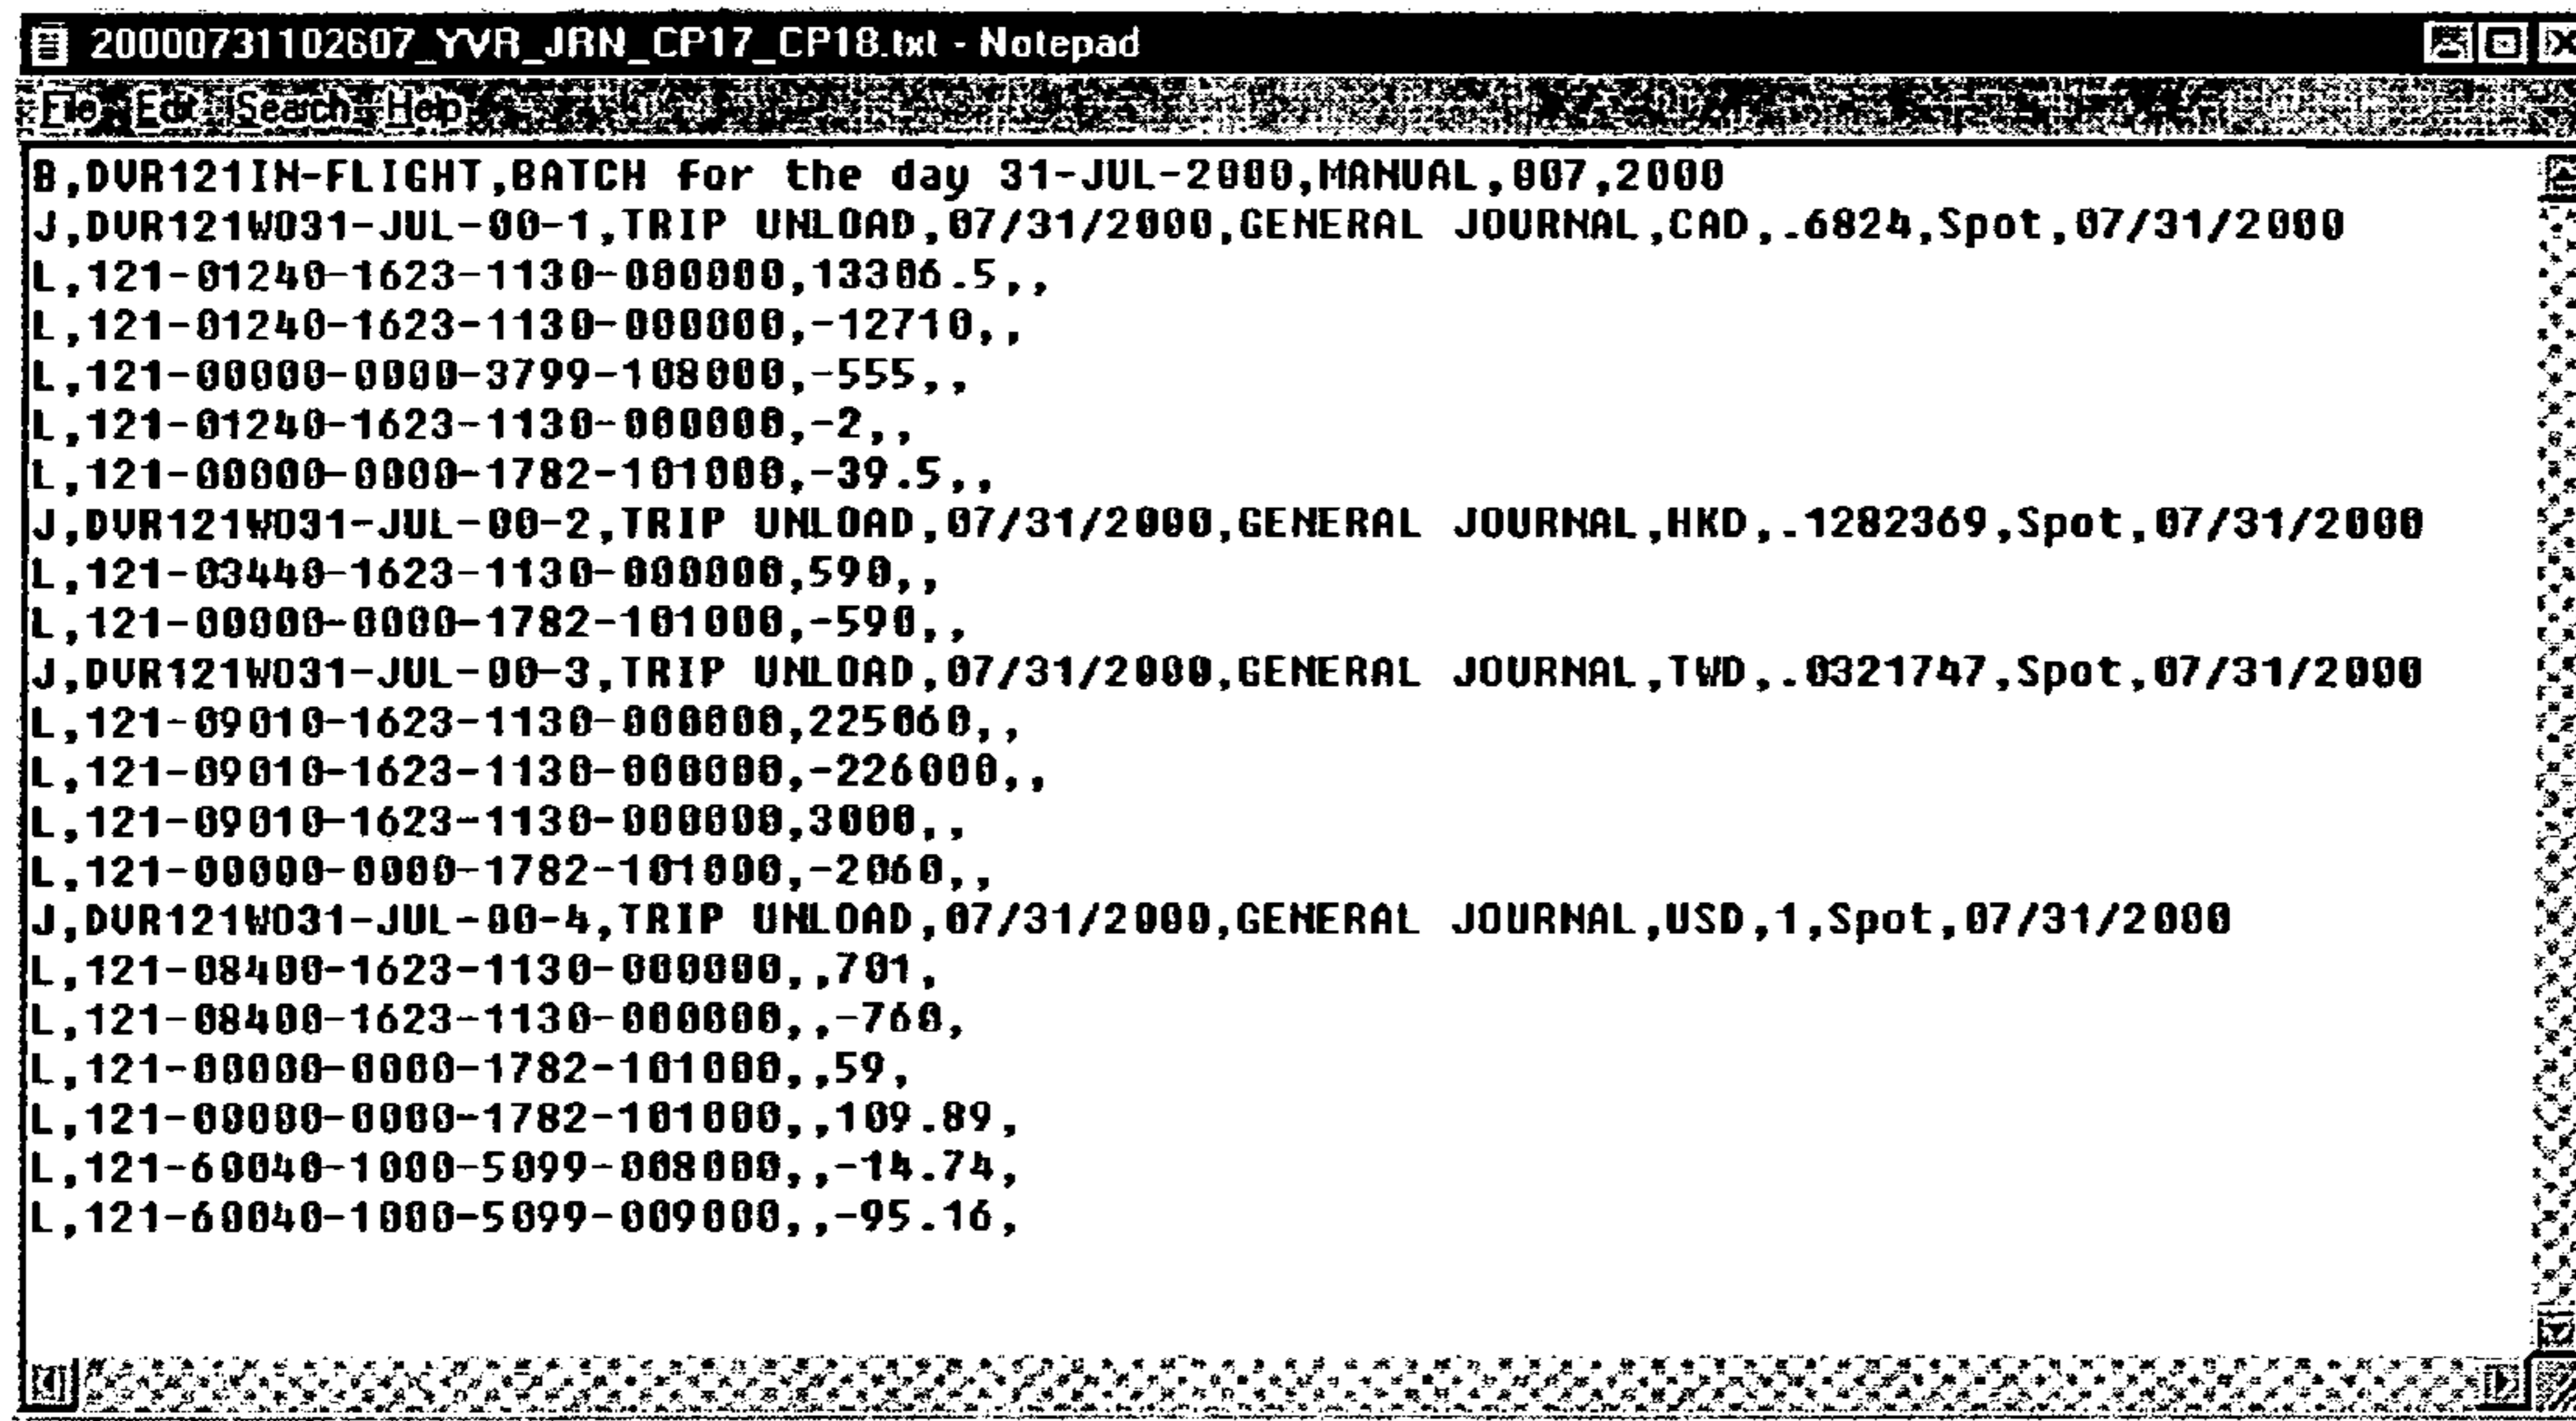 20000731102607_YVR_JRN_CP17_CP18.txt - Notepad
File Edit Search Help
B,DVR121IN-FLIGHT,BATCH for the day 31-JUL-2000,MANUAL,007,2000
J,DVR121WO31-JUL-00-1,TRIP UNLOAD,07/31/2000,GENERAL JOURNAL,CAD,.6824,Spot,07/31/2000
L,121-01240-1623-1130-000000,13306.5,,
L,121-01240-1623-1130-000000,-12710,,
L,121-00000-0000-3799-108000,-555,,
L,121-01240-1623-1130-000000,-2,,
L,121-00000-0000-1782-101000,-39.5,,
J,DVR121WO31-JUL-00-2,TRIP UNLOAD,07/31/2000,GENERAL JOURNAL,HKD,.1282369,Spot,07/31/2000
L,121-03440-1623-1130-000000,590,,
L,121-00000-0000-1782-101000,-590,,
J,DVR121WO31-JUL-00-3,TRIP UNLOAD,07/31/2000,GENERAL JOURNAL,TWD,.0321747,Spot,07/31/2000
L,121-09010-1623-1130-000000,225060,,
L,121-09010-1623-1130-000000,-226000,,
L,121-09010-1623-1130-000000,3000,,
L,121-00000-0000-1782-101000,-2060,,
J,DVR121WO31-JUL-00-4,TRIP UNLOAD,07/31/2000,GENERAL JOURNAL,USD,1,Spot,07/31/2000
L,121-08400-1623-1130-000000,,701,
L,121-08400-1623-1130-000000,,-760,
L,121-00000-0000-1782-101000,,59,
L,121-00000-0000-1782-101000,,109.89,
L,121-60040-1000-5099-008000,,-14.74,
L,121-60040-1000-5099-009000,,-95.16,